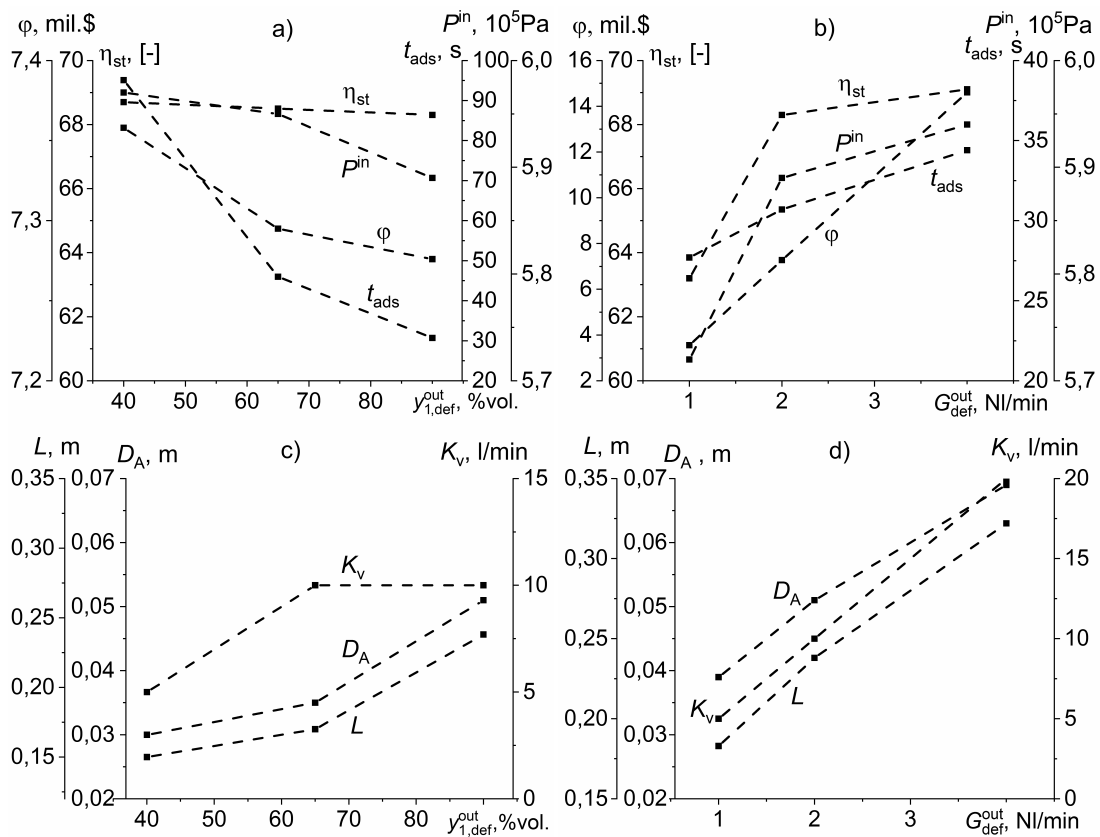 φ, mil.$
a)
P^in, 10^5Pa
η_st, [-]
t_ads, s
7,4
70
100
6,0
90
68
80
5,9
66
70
7,3
60
64
50
5,8
40
62
30
7,2
60
20
5,7
η_st
P^in
φ
t_ads
40 50 60 70 80
y_1,def^out, %vol.
φ, mil.$
b)
P^in, 10^5Pa
η_st, [-]
t_ads, s
16
70
40
6,0
14
68
35
12
5,9
66
10
30
8
64
5,8
6
25
62
4
2
60
20
5,7
η_st
P^in
t_ads
φ
1 2 3
G_def^out, Nl/min
L, m
D_A, m
c)
K_v, l/min
0,35
0,07
15
0,30
0,06
10
0,25
0,05
0,20
0,04
5
0,15
0,03
0,02
0
K_v
D_A
L
40 50 60 70 80
y_1,def^out, %vol.
L, m
D_A , m
d)
K_v, l/min
0,35
0,07
20
0,30
0,06
15
0,05
0,25
10
0,04
0,20
5
0,03
0,15
0,02
0
D_A
K_v
L
1 2 3
G_def^out, Nl/min